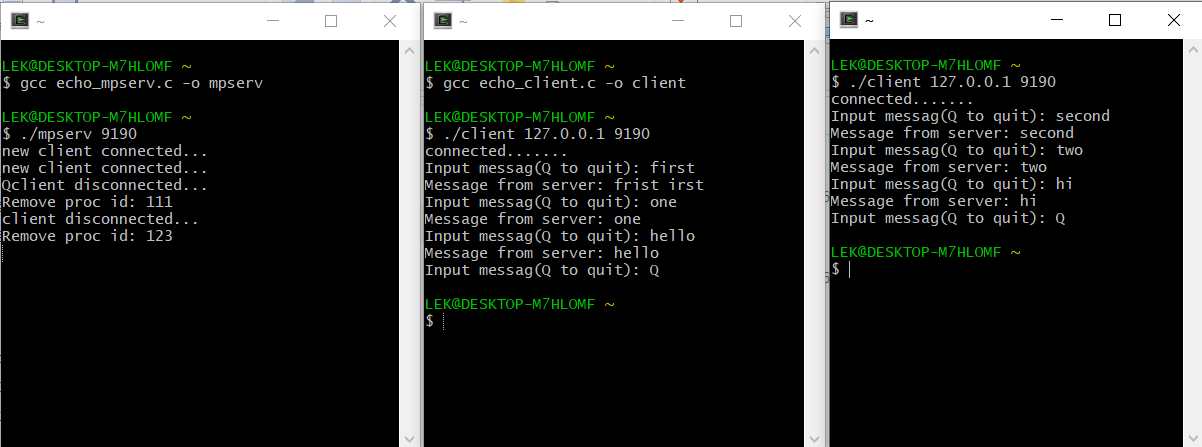 ~
LEK@DESKTOP-M7HLOMF ~
$ gcc echo_mpserv.c -o mpserv
LEK@DESKTOP-M7HLOMF ~
$ ./mpserv 9190
new client connected...
new client connected...
Qclient disconnected...
Remove proc id: 111
client disconnected...
Remove proc id: 123
~
LEK@DESKTOP-M7HLOMF ~
$ gcc echo_client.c -o client
LEK@DESKTOP-M7HLOMF ~
$ ./client 127.0.0.1 9190
connected.......
Input messag(Q to quit): first
Message from server: frist irst
Input messag(Q to quit): one
Message from server: one
Input messag(Q to quit): hello
Message from server: hello
Input messag(Q to quit): Q
LEK@DESKTOP-M7HLOMF ~
$
~
LEK@DESKTOP-M7HLOMF ~
$ ./client 127.0.0.1 9190
connected.......
Input messag(Q to quit): second
Message from server: second
Input messag(Q to quit): two
Message from server: two
Input messag(Q to quit): hi
Message from server: hi
Input messag(Q to quit): Q
LEK@DESKTOP-M7HLOMF ~
$